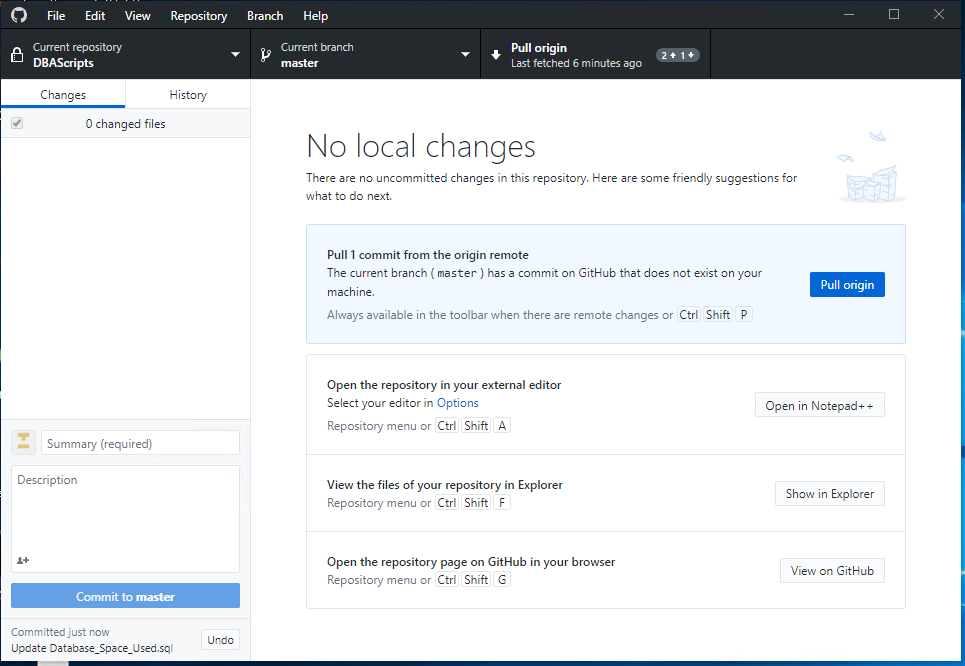 File Edit View Repository Branch Help
Current repository
DBAScripts
Current branch
master
Pull origin
Last fetched 6 minutes ago
2 1
Changes
History
0 changed files
No local changes
There are no uncommitted changes in this repository. Here are some friendly suggestions for
what to do next.
Pull 1 commit from the origin remote
The current branch ( master ) has a commit on GitHub that does not exist on your
machine.
Always available in the toolbar when there are remote changes or Ctrl Shift P
Pull origin
Open the repository in your external editor
Select your editor in Options
Repository menu or Ctrl Shift A
Open in Notepad++
View the files of your repository in Explorer
Repository menu or Ctrl Shift F
Show in Explorer
Open the repository page on GitHub in your browser
Repository menu or Ctrl Shift G
View on GitHub
Summary (required)
Description
Commit to master
Committed just now
Update Database_Space_Used.sql
Undo